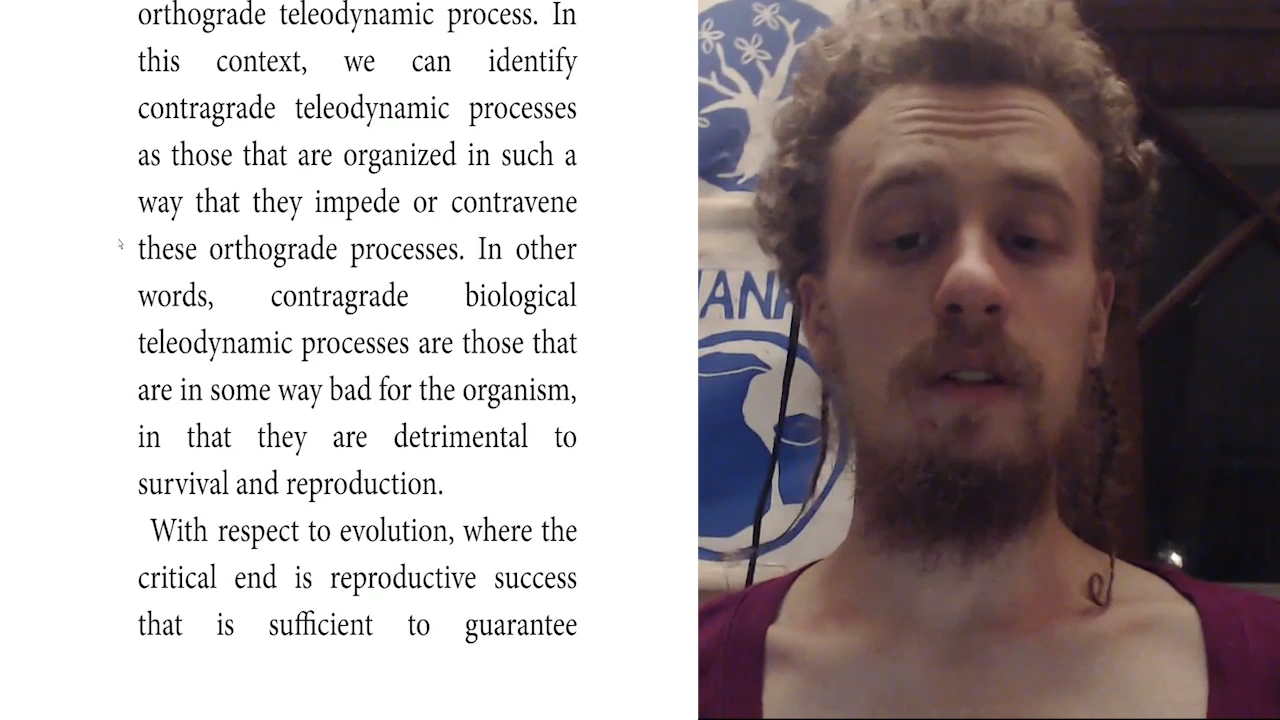 orthograde teleodynamic process. In
this context, we can identify
contragrade teleodynamic processes
as those that are organized in such a
way that they impede or contravene
these orthograde processes. In other
words, contragrade biological
teleodynamic processes are those that
are in some way bad for the organism,
in that they are detrimental to
survival and reproduction.
With respect to evolution, where the
critical end is reproductive success
that is sufficient to guarantee